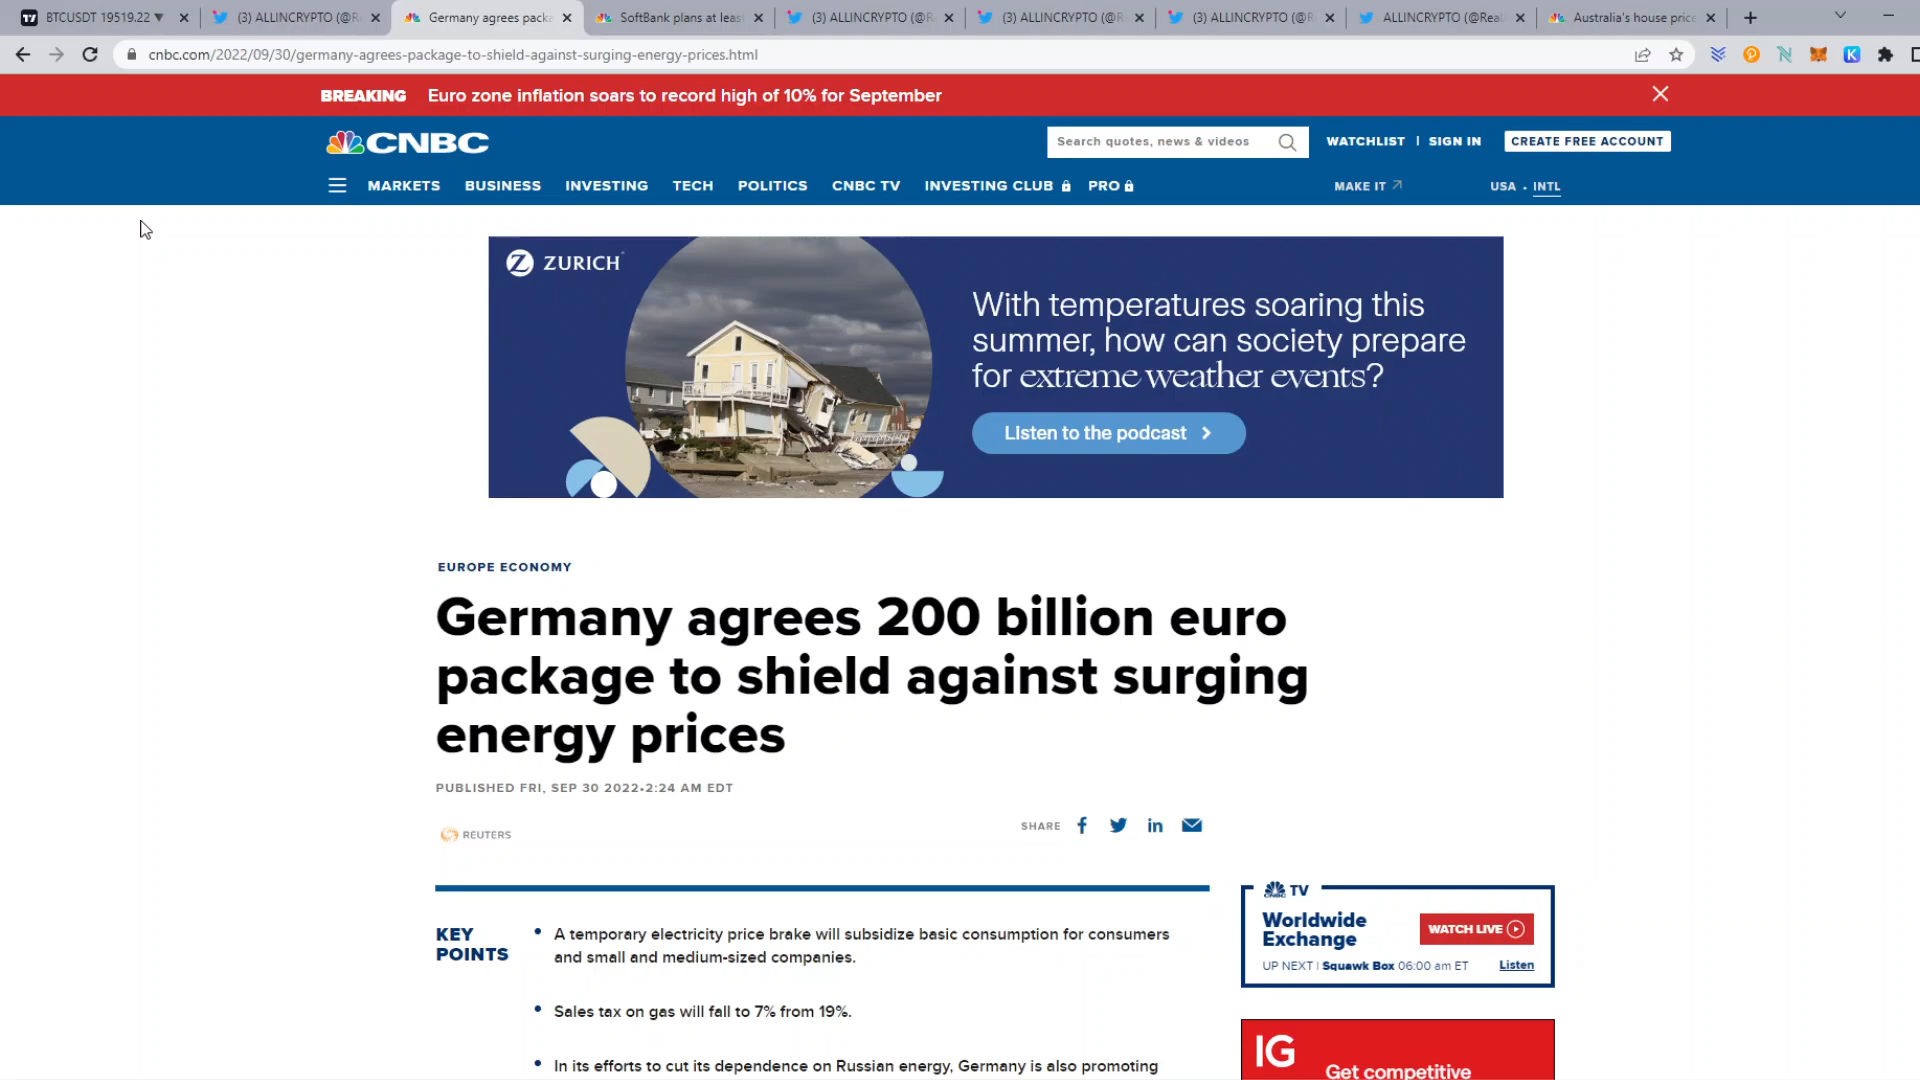 BTCUSDT 19519.22 ▼
(3) ALLINCRYPTO (@R
Germany agrees packa
SoftBank plans at least
(3) ALLINCRYPTO (@R
(3) ALLINCRYPTO (@R
(3) ALLINCRYPTO (@R
ALLINCRYPTO (@Real
Australia's house price
cnbc.com/2022/09/30/germany-agrees-package-to-shield-against-surging-energy-prices.html
BREAKING Euro zone inflation soars to record high of 10% for September
CNBC
Search quotes, news & videos
WATCHLIST | SIGN IN
CREATE FREE ACCOUNT
MARKETS BUSINESS INVESTING TECH POLITICS CNBC TV INVESTING CLUB PRO
MAKE IT
USA • INTL
ZURICH
With temperatures soaring this
summer, how can society prepare
for extreme weather events?
Listen to the podcast
EUROPE ECONOMY
Germany agrees 200 billion euro
package to shield against surging
energy prices
PUBLISHED FRI, SEP 30 2022•2:24 AM EDT
REUTERS
SHARE
KEY
POINTS
• A temporary electricity price brake will subsidize basic consumption for consumers
and small and medium-sized companies.
• Sales tax on gas will fall to 7% from 19%.
• In its efforts to cut its dependence on Russian energy, Germany is also promoting
TV
Worldwide
Exchange
WATCH LIVE
UP NEXT | Squawk Box 06:00 am ET
Listen
IG
Get competitive